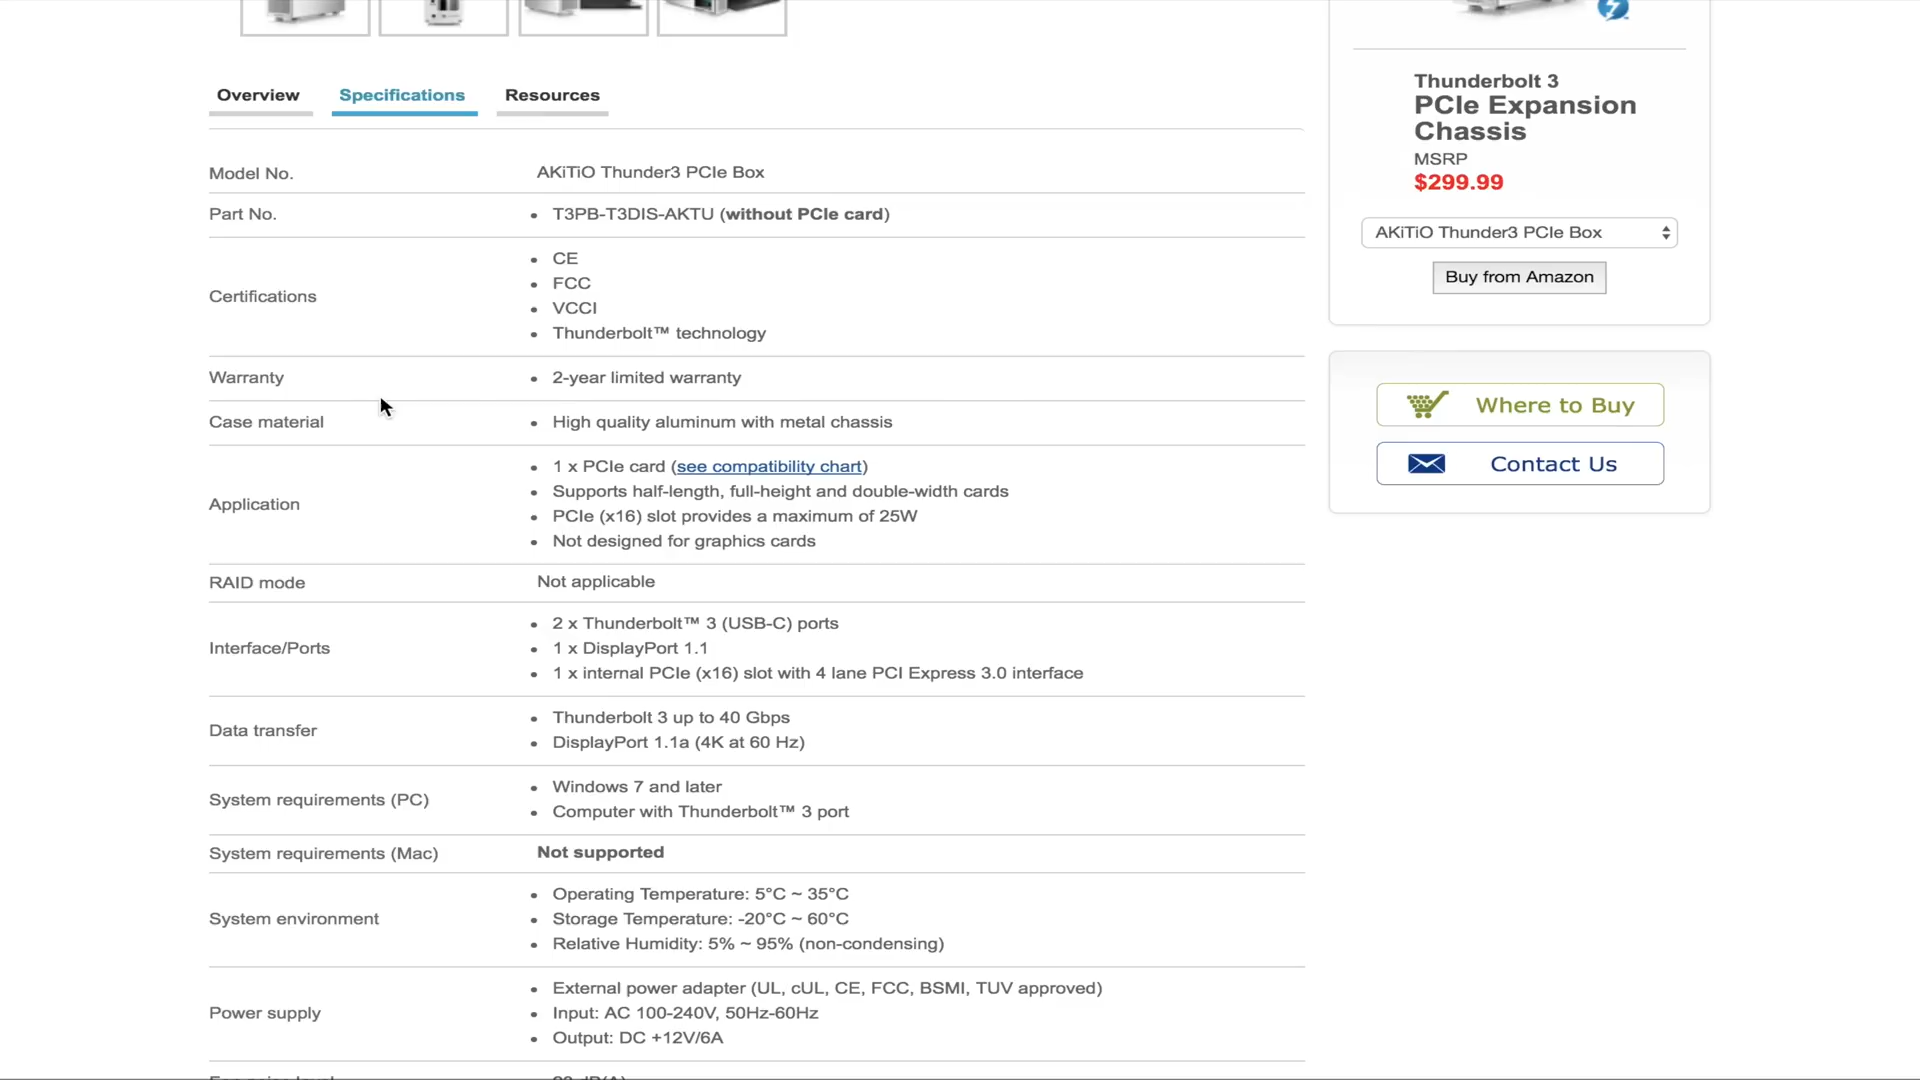 Overview Specifications Resources
Model No. AKiTiO Thunder3 PCIe Box
Part No. • T3PB-T3DIS-AKTU (without PCIe card)
Certifications
• CE
• FCC
• VCCI
• Thunderbolt™ technology
Warranty • 2-year limited warranty
Case material • High quality aluminum with metal chassis
Application
• 1 x PCIe card (see compatibility chart)
• Supports half-length, full-height and double-width cards
• PCIe (x16) slot provides a maximum of 25W
• Not designed for graphics cards
RAID mode Not applicable
Interface/Ports
• 2 x Thunderbolt™ 3 (USB-C) ports
• 1 x DisplayPort 1.1
• 1 x internal PCIe (x16) slot with 4 lane PCI Express 3.0 interface
Data transfer
• Thunderbolt 3 up to 40 Gbps
• DisplayPort 1.1a (4K at 60 Hz)
System requirements (PC)
• Windows 7 and later
• Computer with Thunderbolt™ 3 port
System requirements (Mac) Not supported
System environment
• Operating Temperature: 5°C ~ 35°C
• Storage Temperature: -20°C ~ 60°C
• Relative Humidity: 5% ~ 95% (non-condensing)
Power supply
• External power adapter (UL, cUL, CE, FCC, BSMI, TUV approved)
• Input: AC 100-240V, 50Hz-60Hz
• Output: DC +12V/6A
Thunderbolt 3
PCIe Expansion
Chassis
MSRP
$299.99
AKiTiO Thunder3 PCIe Box
Buy from Amazon
Where to Buy
Contact Us